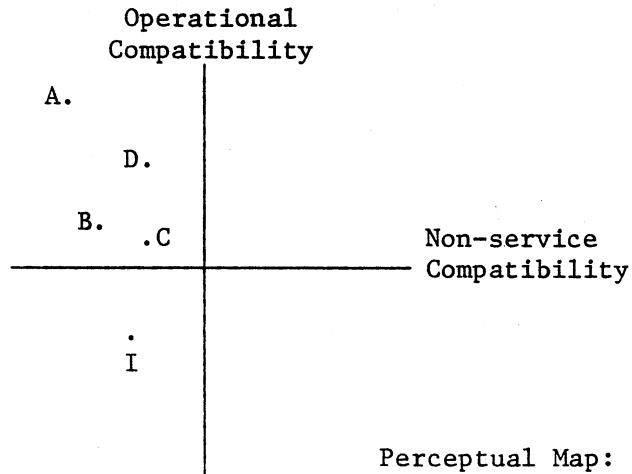 Operational
Compatibility
A.
D.
B.
.C
Non-service
Compatibility
.
I
Perceptual Map: